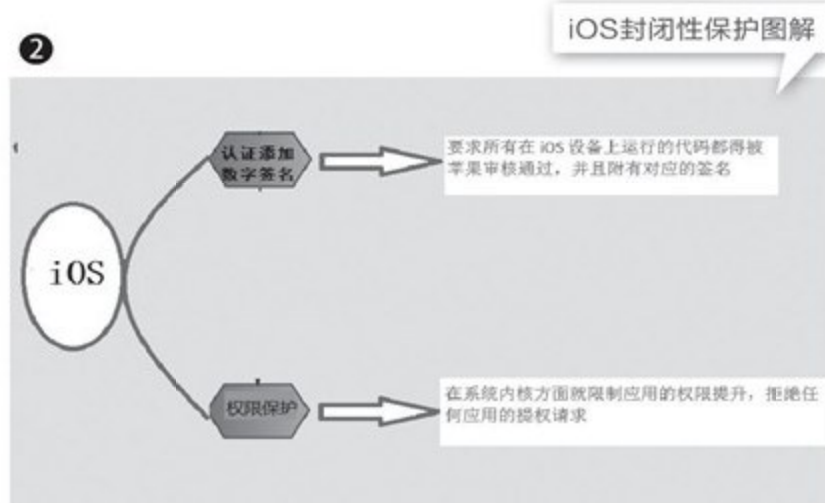 iOS封闭性保护图解
❷
认证添加
数字签名
要求所有在 iOS 设备上运行的代码都得被
苹果审核通过，并且附有对应的签名
iOS
权限保护
在系统内核方面就限制应用的权限提升，拒绝任
何应用的提权请求